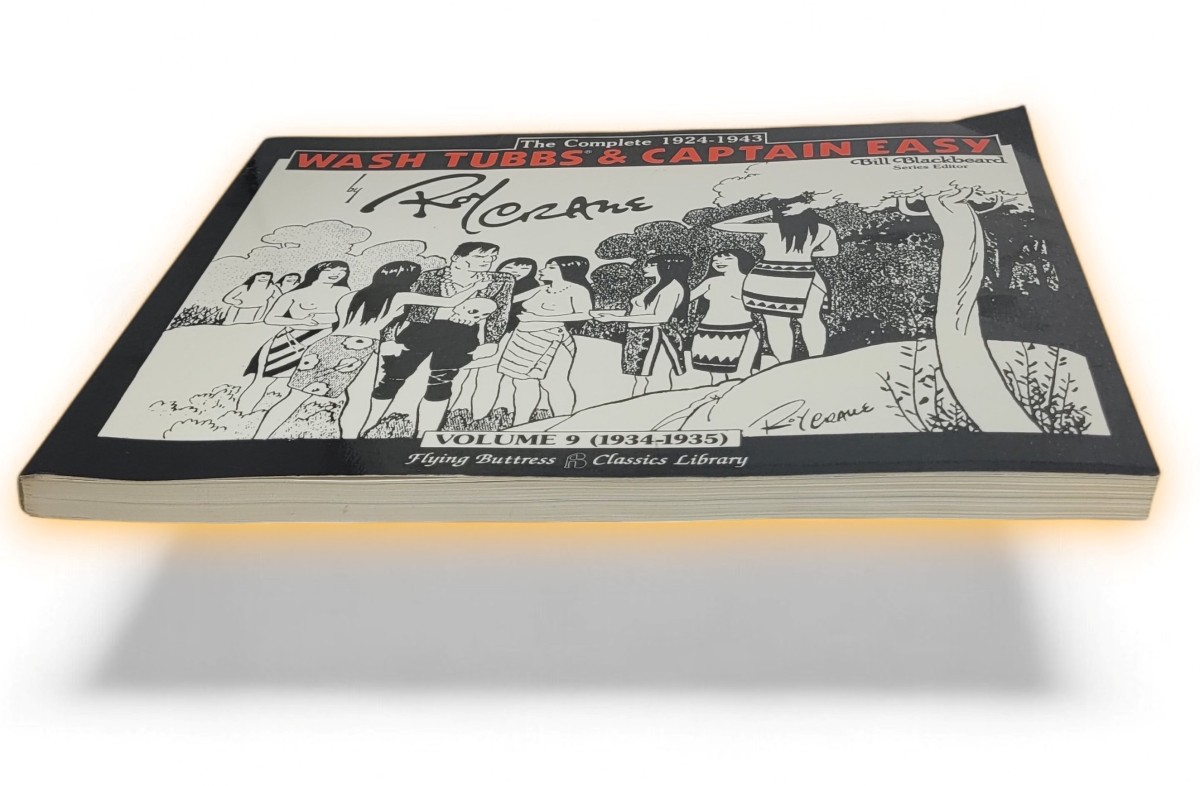 The Complete 1924-1943
WASH TUBBS® & CAPTAIN EASY
by Roy CRANE
Bill Blackbeard
Series Editor
Roy CRANE
VOLUME 9 (1934-1935)
Flying Buttress FB Classics Library